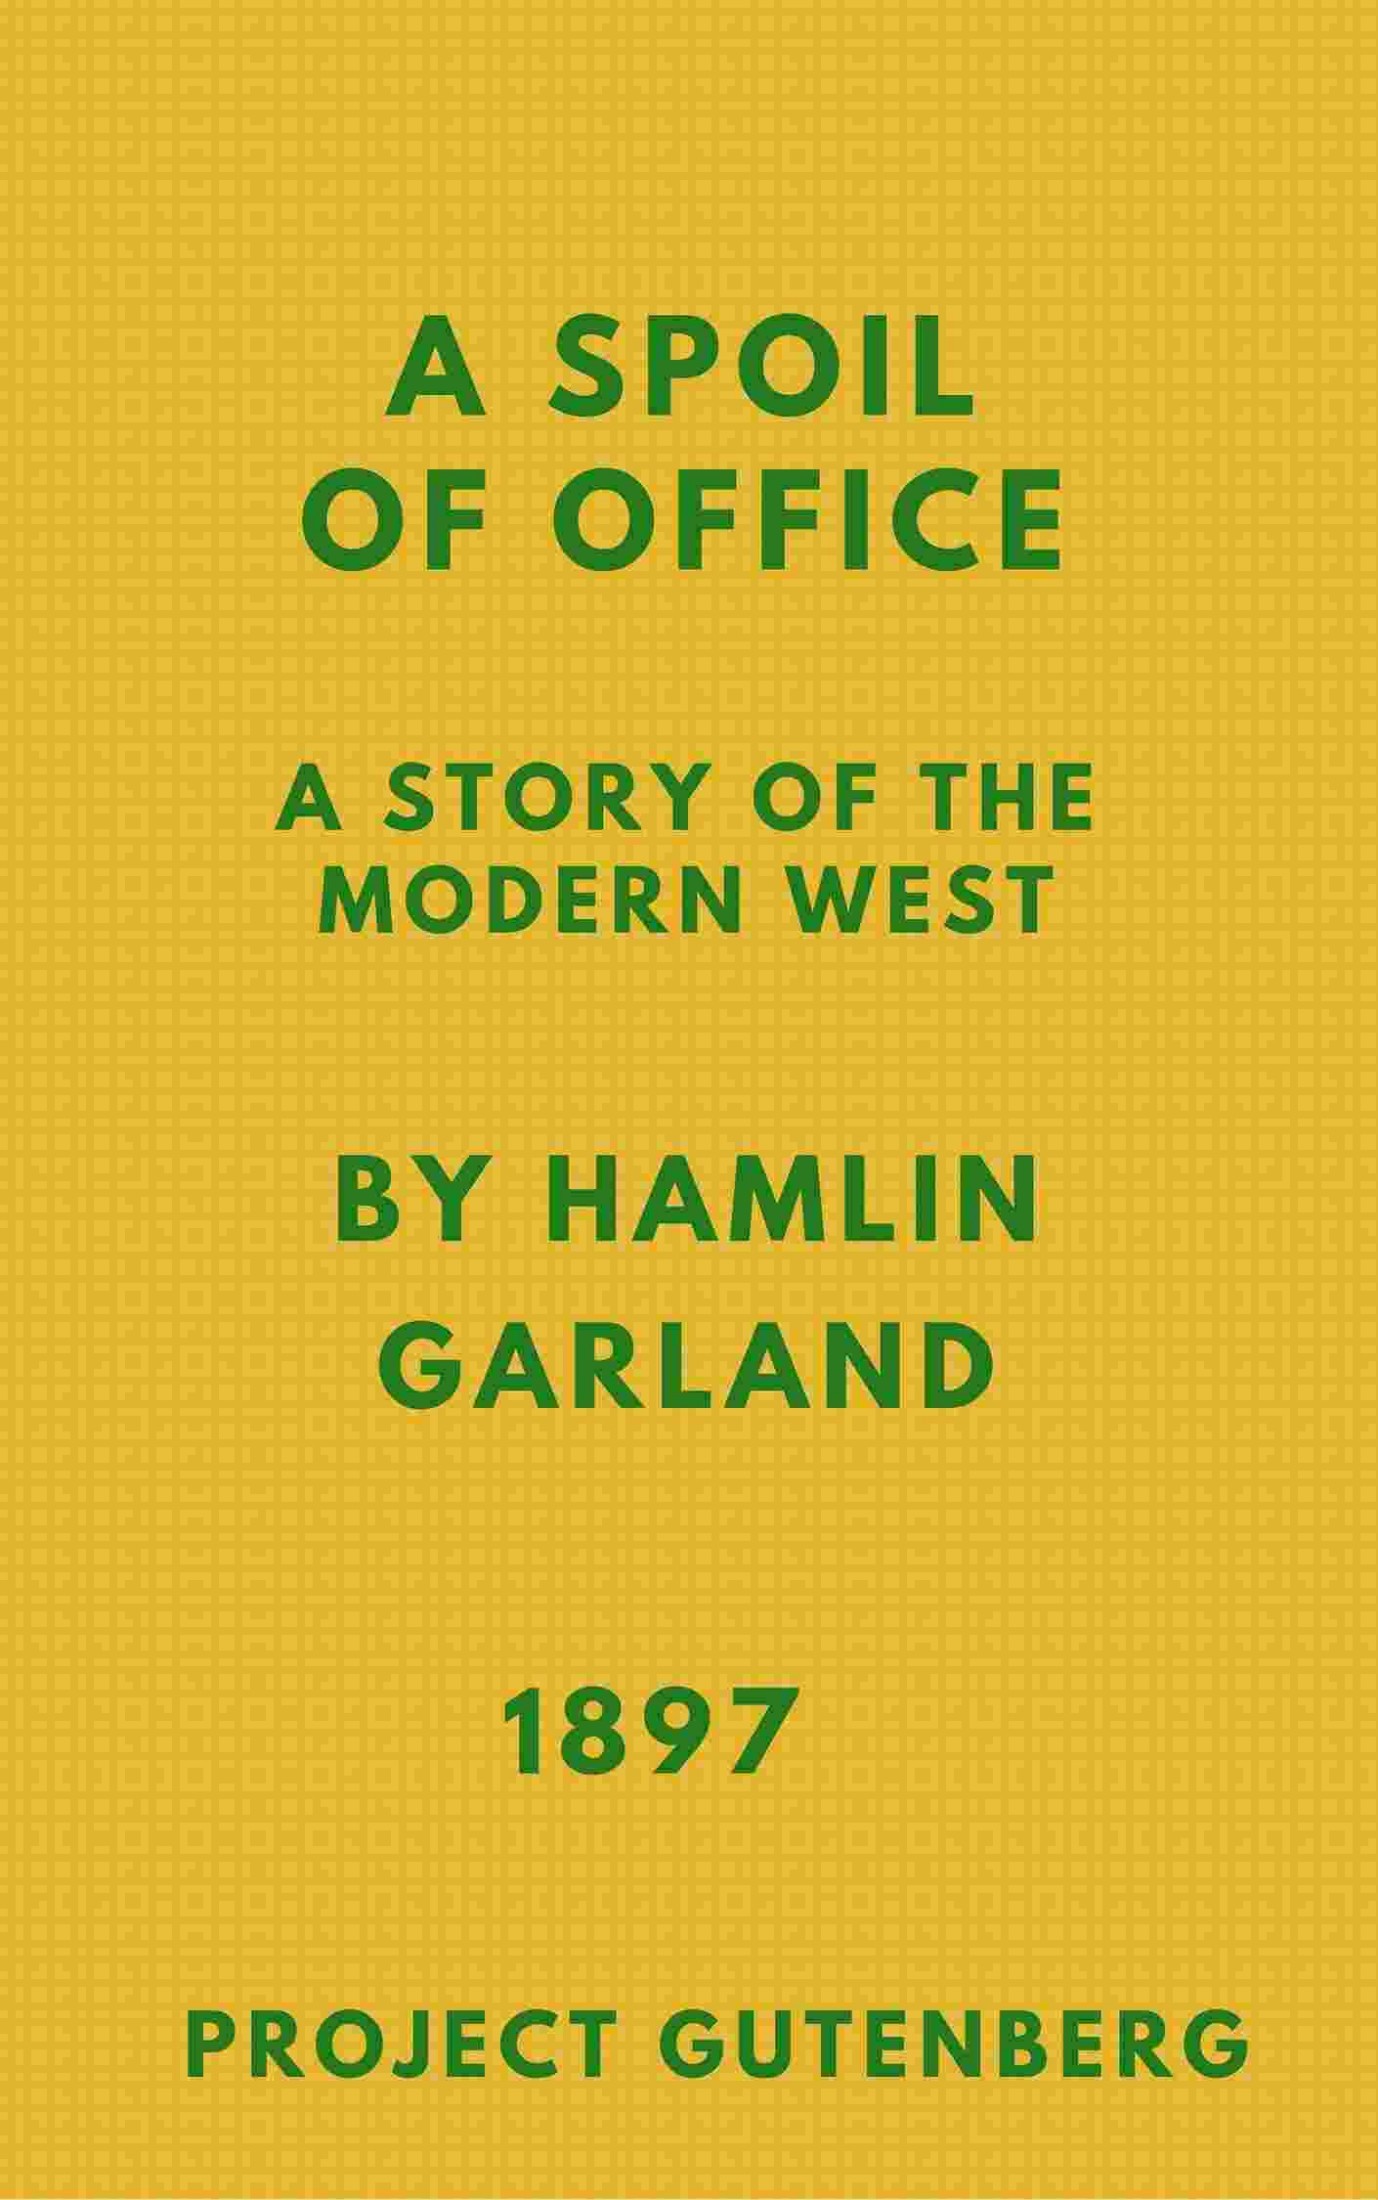 A SPOIL
OF OFFICE
A STORY OF THE
MODERN WEST
BY HAMLIN
GARLAND
1897
PROJECT GUTENBERG